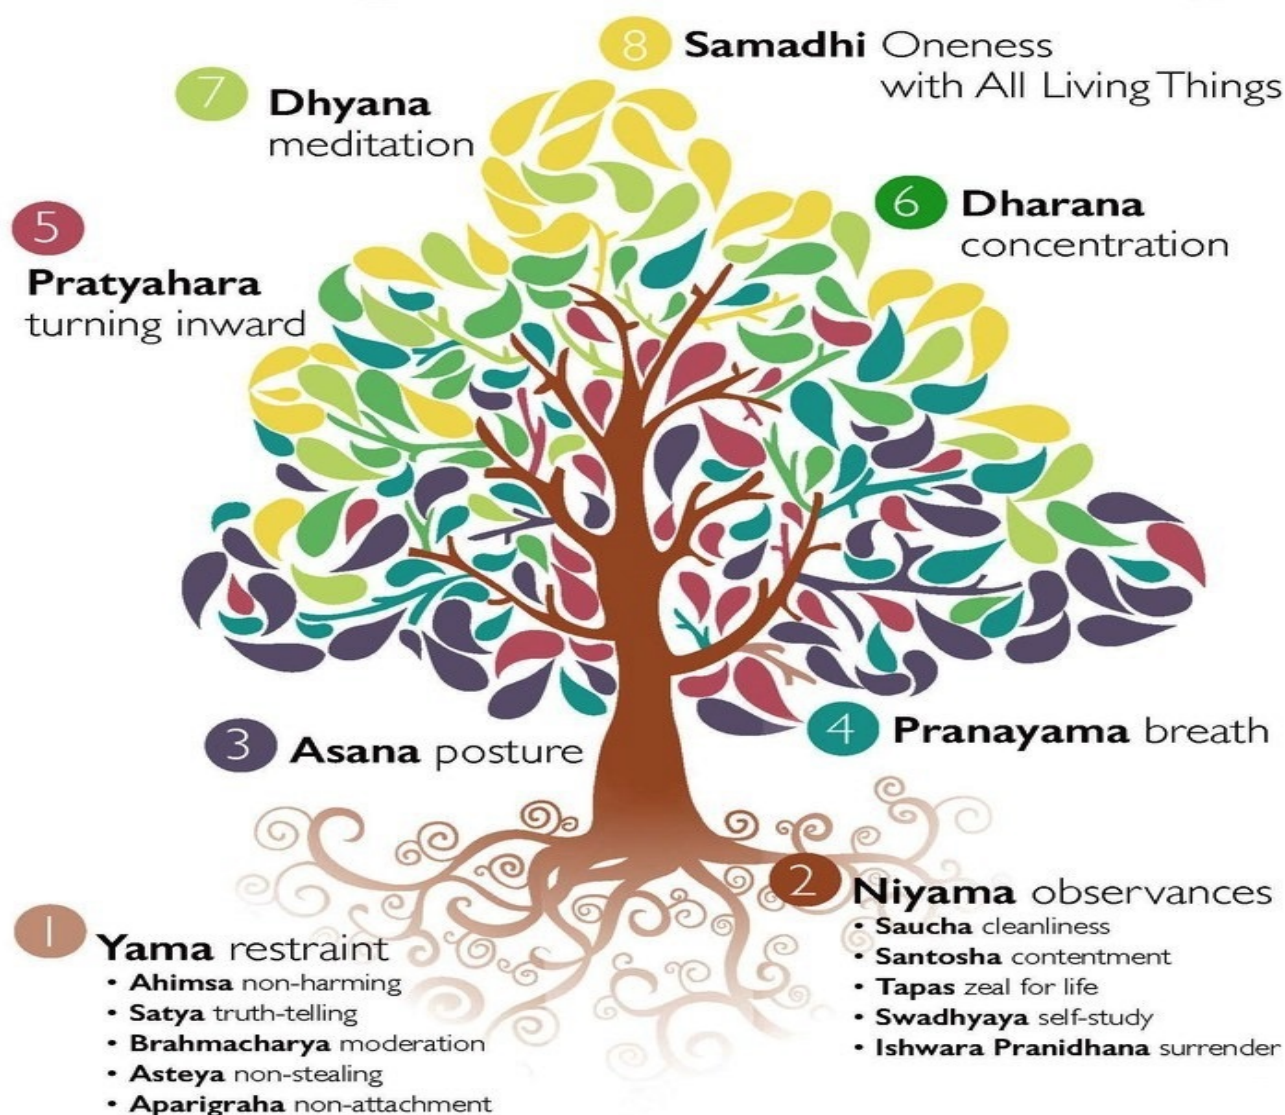 8 Samadhi Oneness
with All Living Things
7 Dhyana
meditation
6 Dharana
concentration
5
Pratyahara
turning inward
4 Pranayama breath
3 Asana posture
2 Niyama observances
• Saucha cleanliness
• Santosha contentment
• Tapas zeal for life
• Swadhyaya self-study
• Ishwara Pranidhana surrender
1 Yama restraint
• Ahimsa non-harming
• Satya truth-telling
• Brahmacharya moderation
• Asteya non-stealing
• Aparigraha non-attachment